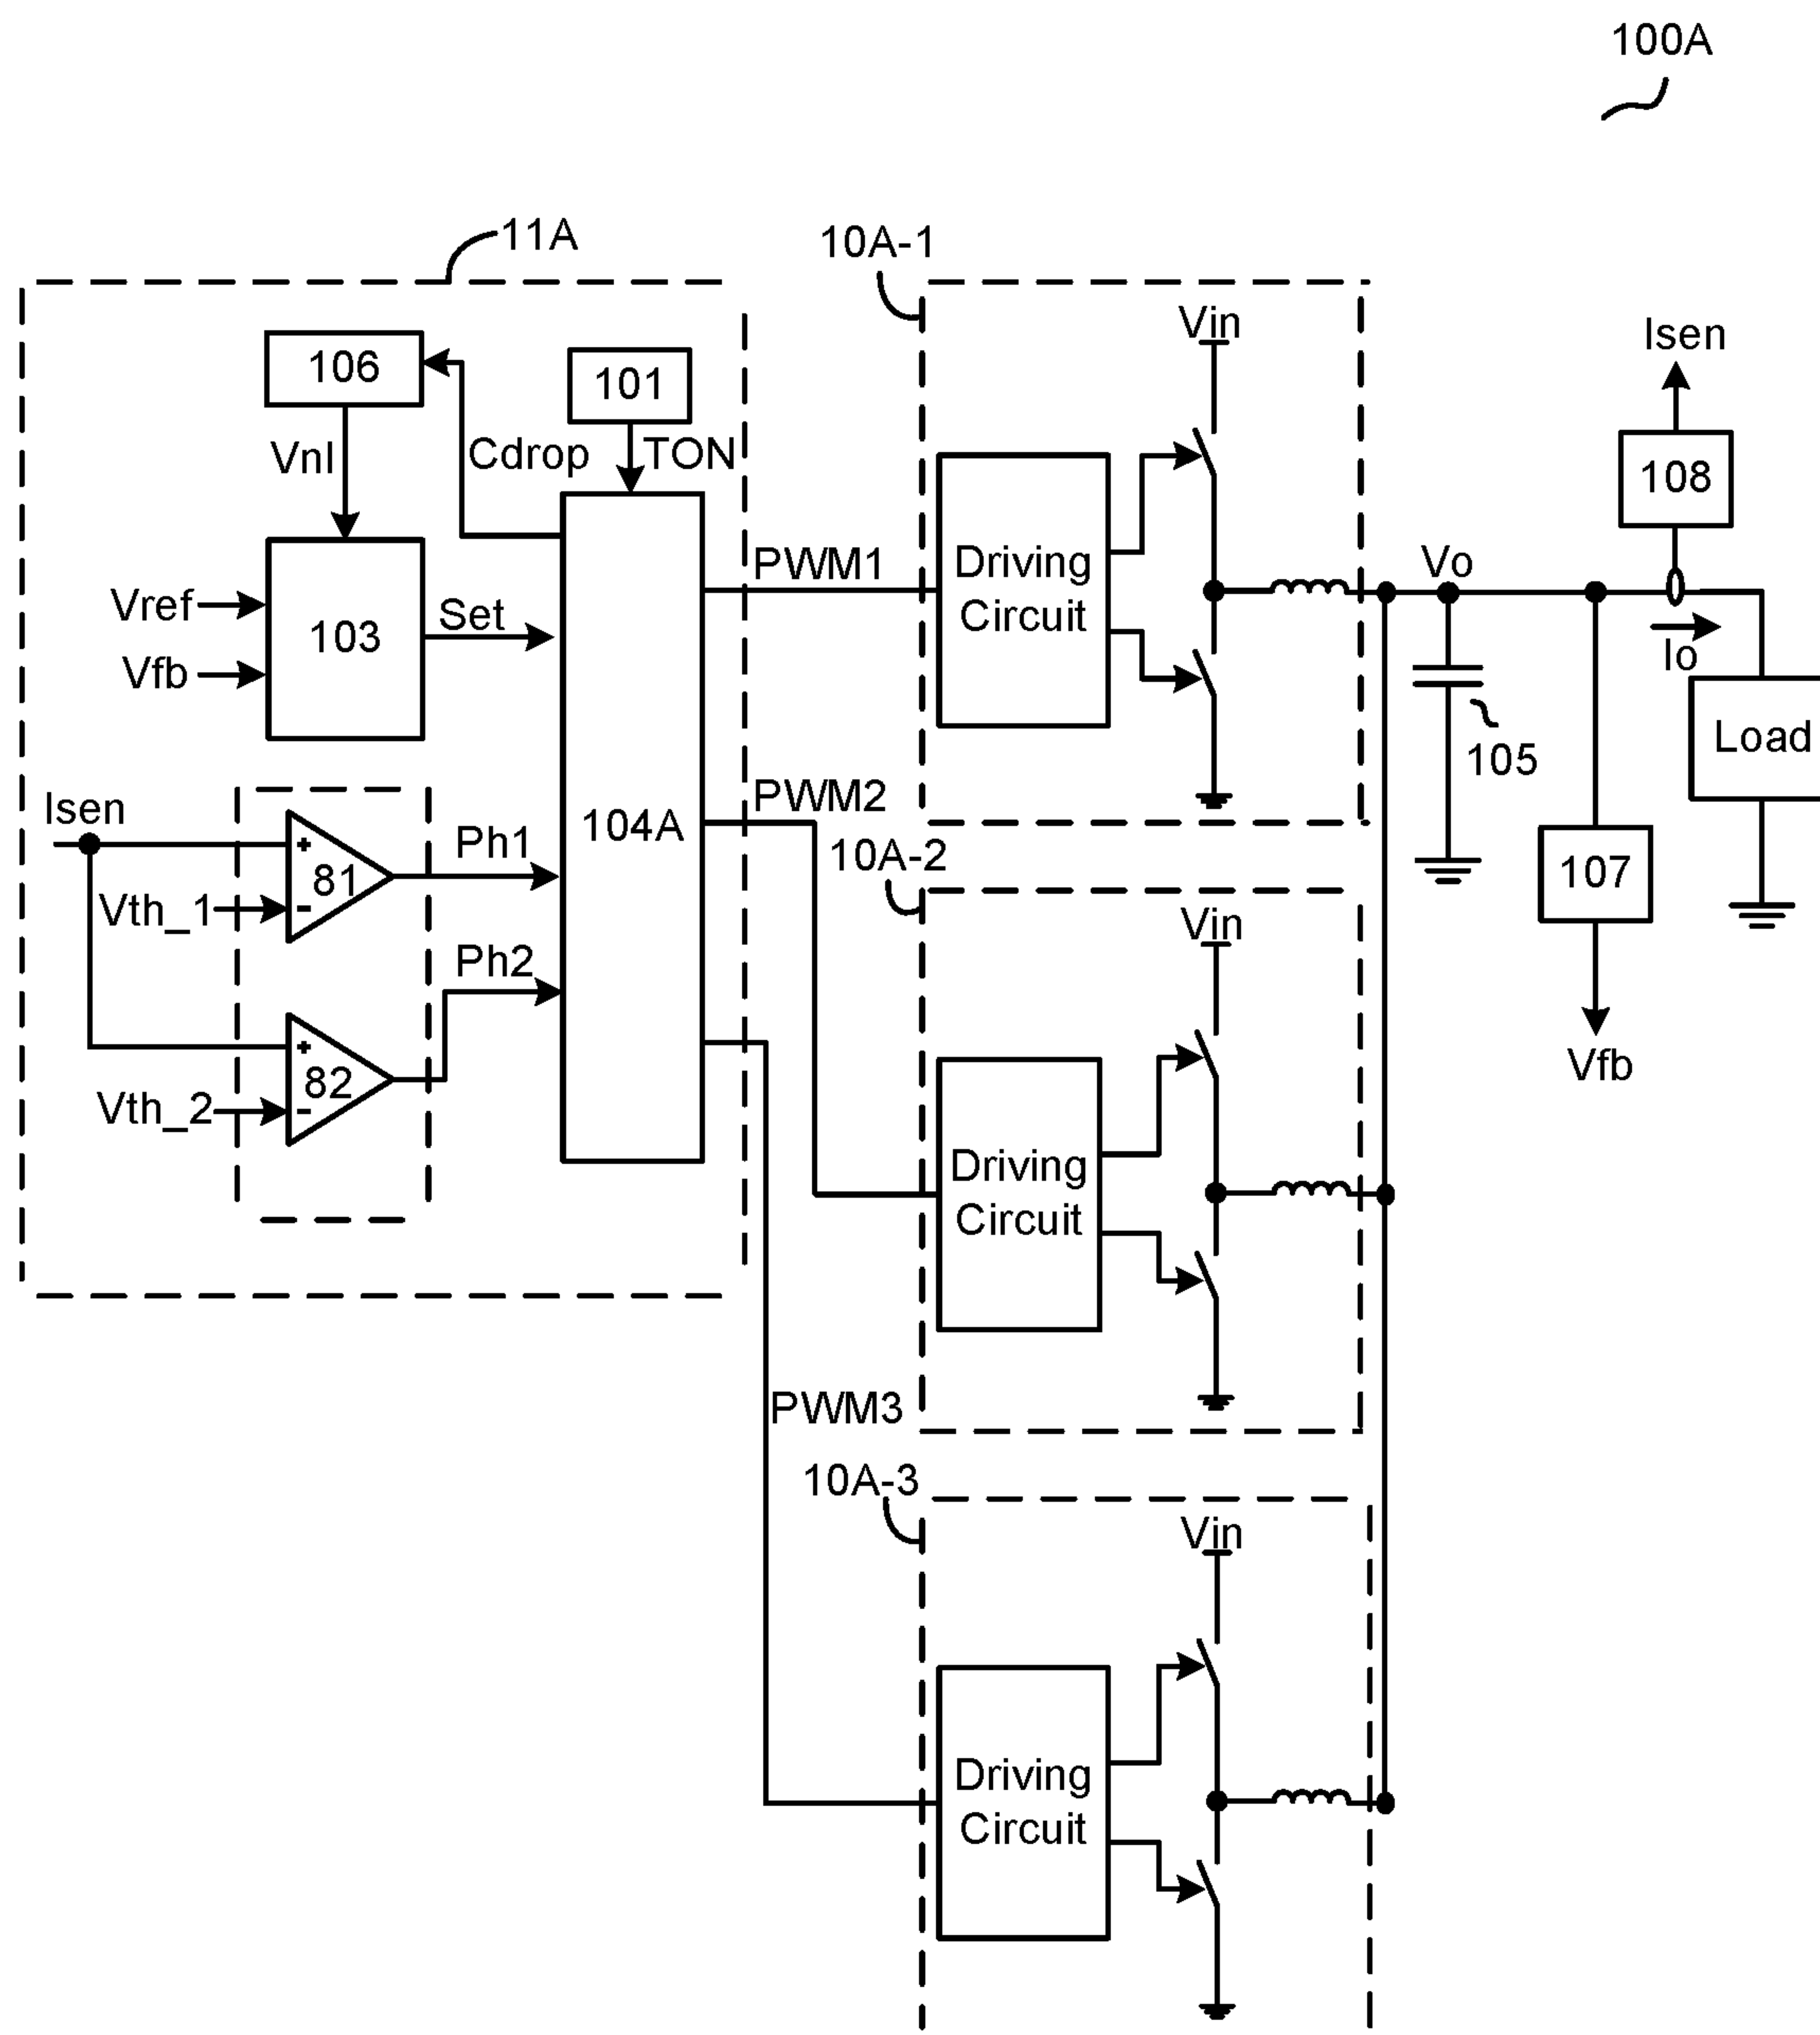 100A
11A
10A-1
Vin
Isen
106
101
108
Vnl
Cdrop
TON
Vref
Vfb
103
Set
PWM1
Driving
Circuit
Vo
Io
Load
105
Isen
81
+
-
Vth_1
Ph1
104A
PWM2
10A-2
107
Vin
Vfb
Ph2
82
+
-
Vth_2
Driving
Circuit
PWM3
10A-3
Vin
Driving
Circuit